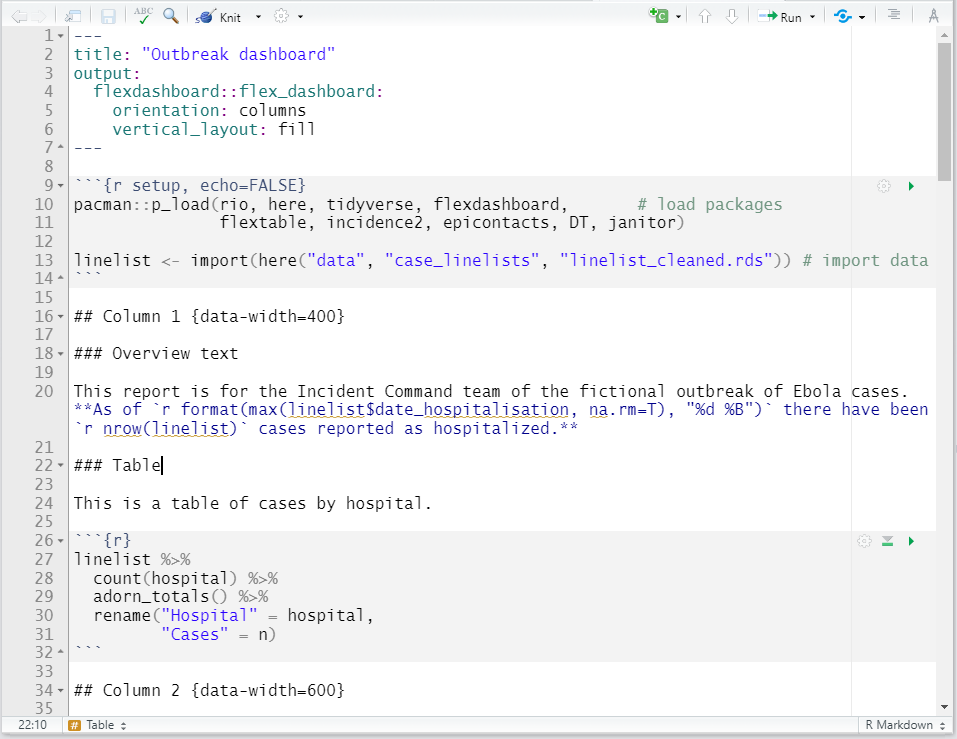 ABC Knit Run
1 ---
2 title: "Outbreak dashboard"
3 output:
4   flexdashboard::flex_dashboard:
5     orientation: columns
6     vertical_layout: fill
7 ---
8
9 ```{r setup, echo=FALSE}
10 pacman::p_load(rio, here, tidyverse, flexdashboard,       # load packages
11                flextable, incidence2, epicontacts, DT, janitor)
12
13 linelist <- import(here("data", "case_linelists", "linelist_cleaned.rds")) # import data
14 ```
15
16 ## Column 1 {data-width=400}
17
18 ### Overview text
19
20 This report is for the Incident Command team of the fictional outbreak of Ebola cases.
**As of `r format(max(linelist$date_hospitalisation, na.rm=T), "%d %B")` there have been
`r nrow(linelist)` cases reported as hospitalized.**
21
22 ### Table
23
24 This is a table of cases by hospital.
25
26 ```{r}
27 linelist %>%
28   count(hospital) %>%
29   adorn_totals() %>%
30   rename("Hospital" = hospital,
31          "Cases" = n)
32 ```
33
34 ## Column 2 {data-width=600}
35
22:10 # Table R Markdown